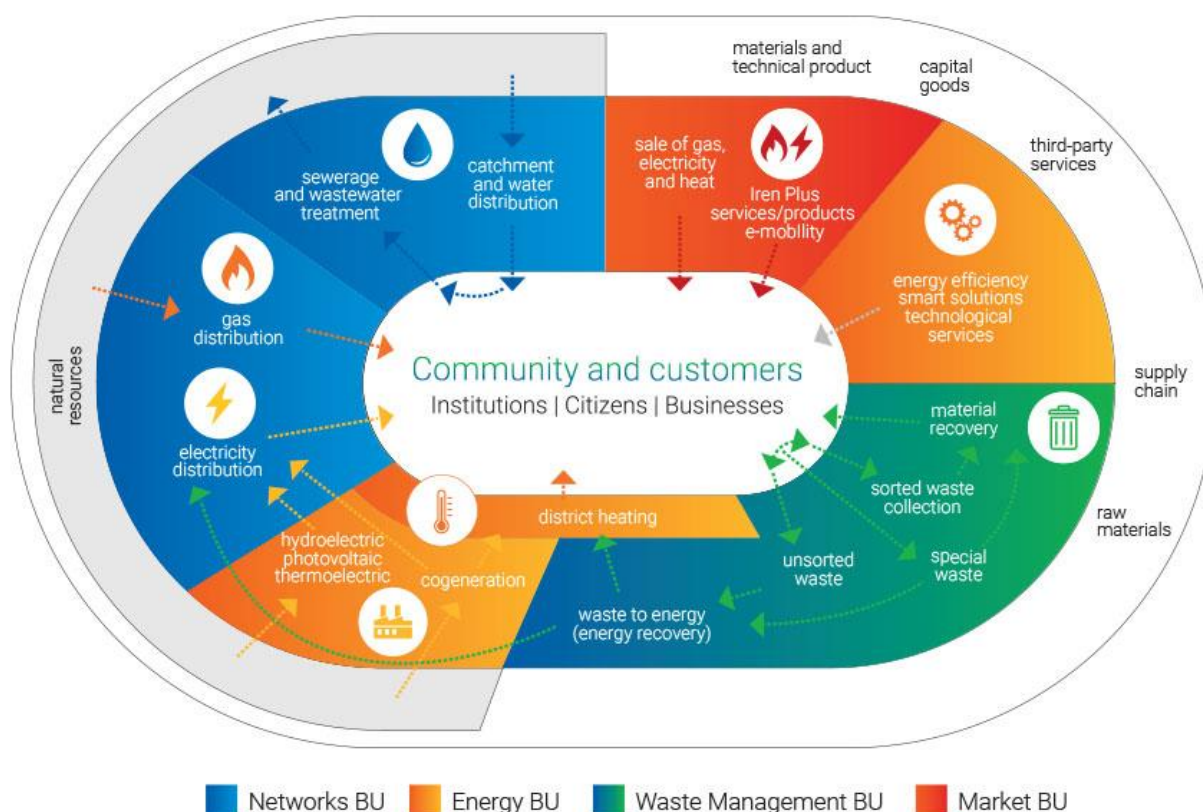 materials and
technical product
capital
goods
third-party
services
supply
chain
raw
materials
natural
resources
sewerage
and wastewater
treatment
catchment
and water
distribution
sale of gas,
electricity
and heat
Iren Plus
services/products
e-mobility
energy efficiency
smart solutions
technological
services
gas
distribution
electricity
distribution
Community and customers
Institutions | Citizens | Businesses
material
recovery
sorted waste
collection
special
waste
unsorted
waste
waste to energy
(energy recovery)
district heating
cogeneration
hydroelectric
photovoltaic
thermoelectric
Networks BU
Energy BU
Waste Management BU
Market BU